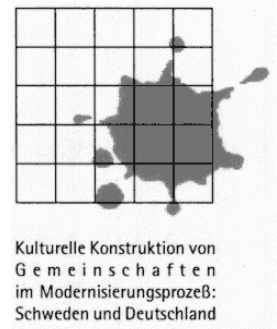 Kulturelle Konstruktion von
Gemeinschaften
im Modernisierungsprozeß:
Schweden und Deutschland